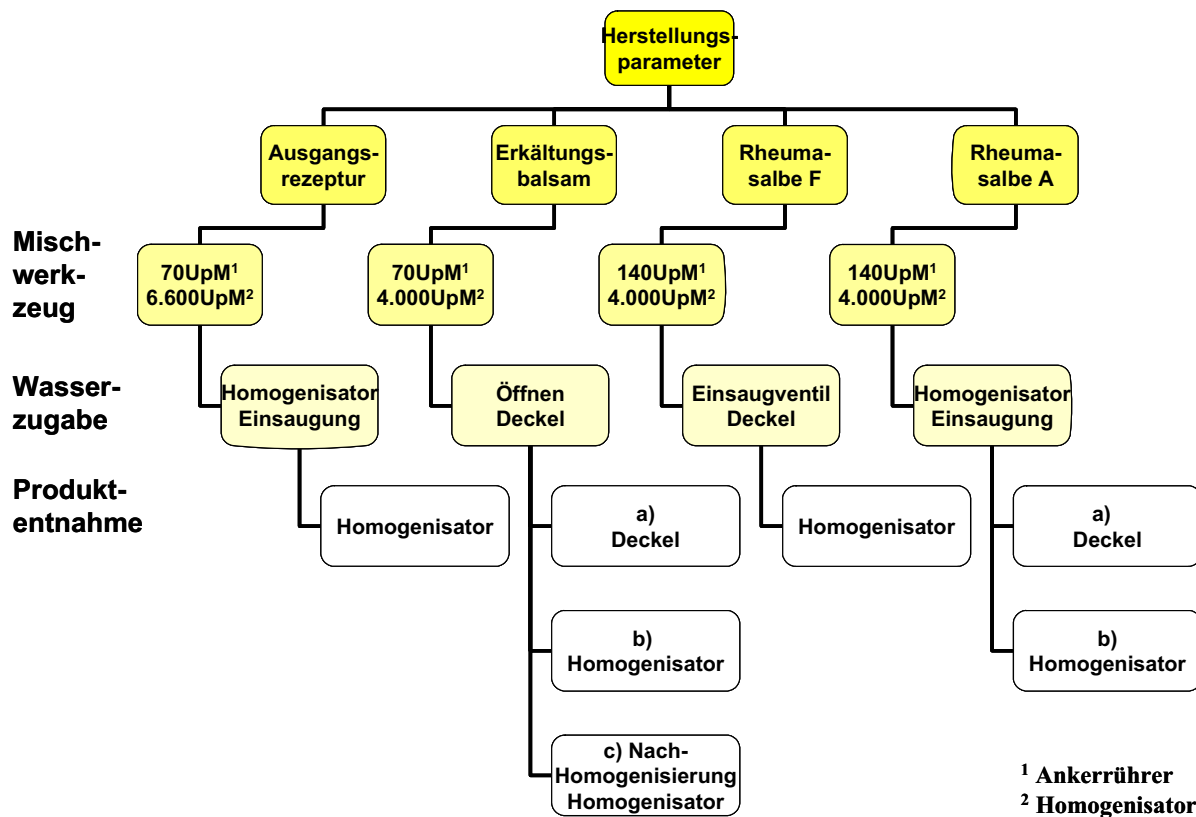 Herstellungs-
parameter
Ausgangs-
rezeptur
Erkältungs-
balsam
Rheuma-
salbe F
Rheuma-
salbe A
Misch-
werk-
zeug
70UpM¹
6.600UpM²
70UpM¹
4.000UpM²
140UpM¹
4.000UpM²
140UpM¹
4.000UpM²
Wasser-
zugabe
Homogenisator
Einsaugung
Öffnen
Deckel
Einsaugventil
Deckel
Homogenisator
Einsaugung
Produkt-
entnahme
Homogenisator
a)
Deckel
Homogenisator
a)
Deckel
b)
Homogenisator
b)
Homogenisator
c) Nach-
Homogenisierung
Homogenisator
¹ Ankerrührer
² Homogenisator